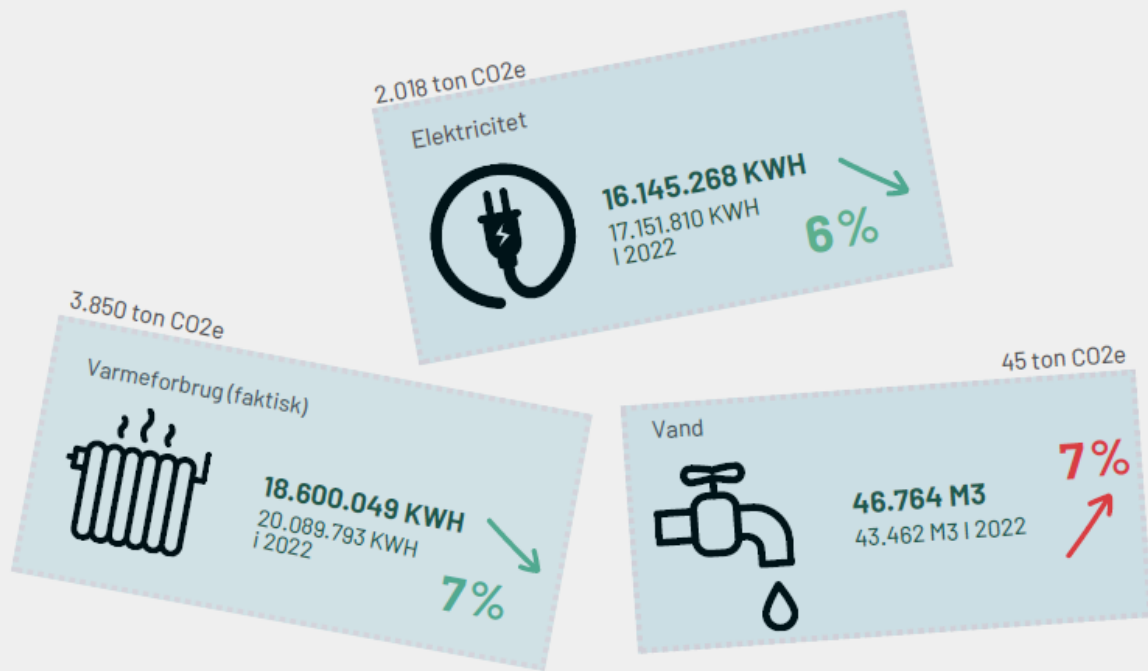 2.018 ton CO2e
Elektricitet
16.145.268 KWH
17.151.810 KWH
I 2022
6%
3.850 ton CO2e
Varmeforbrug (faktisk)
18.600.049 KWH
20.089.793 KWH
i 2022
7%
45 ton CO2e
Vand
7%
46.764 M3
43.462 M3 I 2022